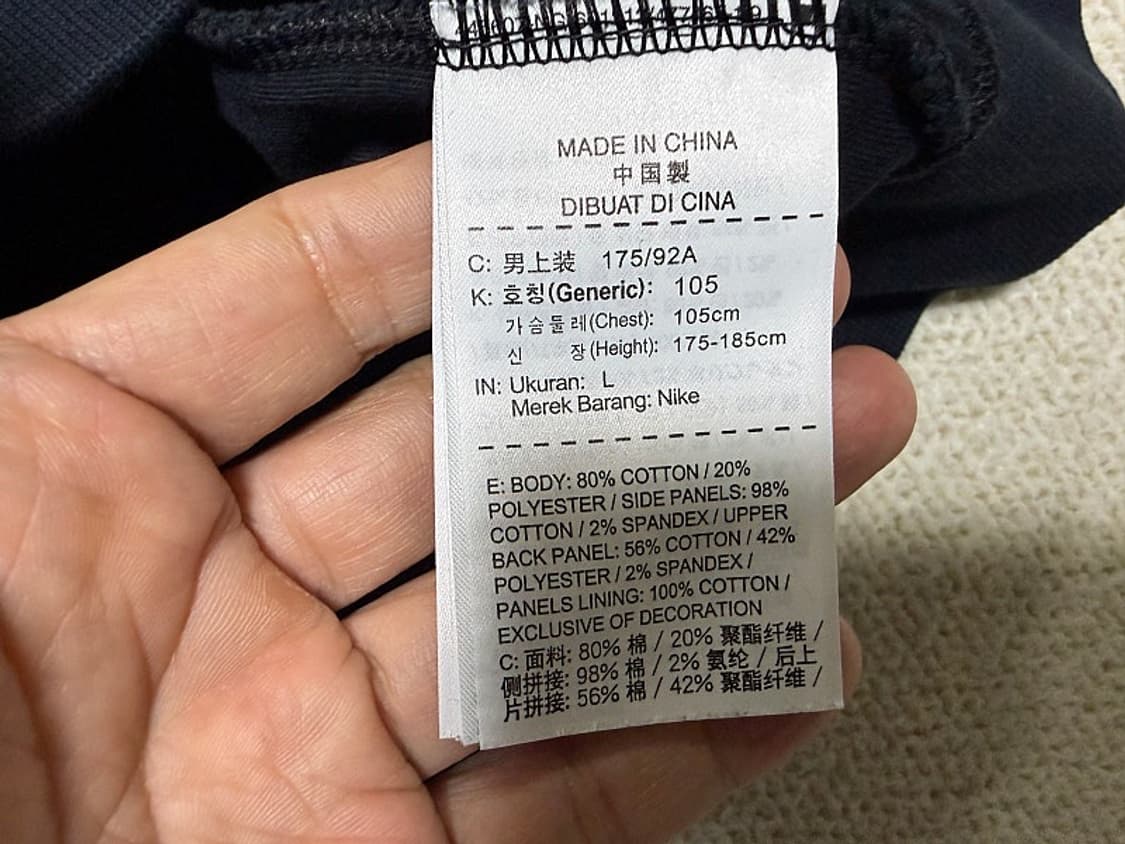 MADE IN CHINA
中国製
DIBUAT DI CINA
C: 男上装 175/92A
K: 호칭(Generic): 105
가슴둘레(Chest): 105cm
신 장(Height): 175-185cm
IN: Ukuran: L
Merek Barang: Nike
E: BODY: 80% COTTON / 20%
POLYESTER / SIDE PANELS: 98%
COTTON / 2% SPANDEX / UPPER
BACK PANEL: 56% COTTON / 42%
POLYESTER / 2% SPANDEX /
PANELS LINING: 100% COTTON /
EXCLUSIVE OF DECORATION
C: 面料: 80% 棉 / 20% 聚酯纤维 /
侧拼接: 98% 棉 / 2% 氨纶 / 后上
片拼接: 56% 棉 / 42% 聚酯纤维 /